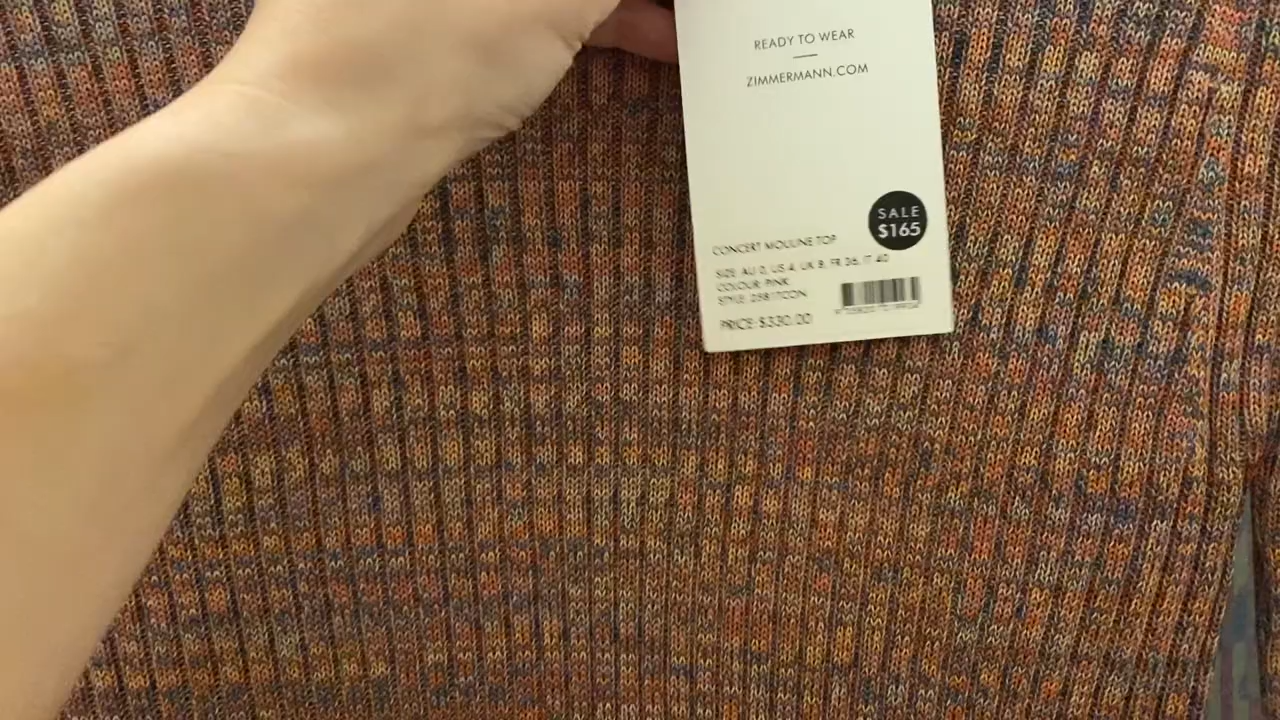 READY TO WEAR
ZIMMERMANN.COM
SALE
$165
CONCERT MOULINE TOP
SIZE: AU 0, US 4, UK 8, FR 36, IT 40
COLOUR: PINK
PRICE: $330.00